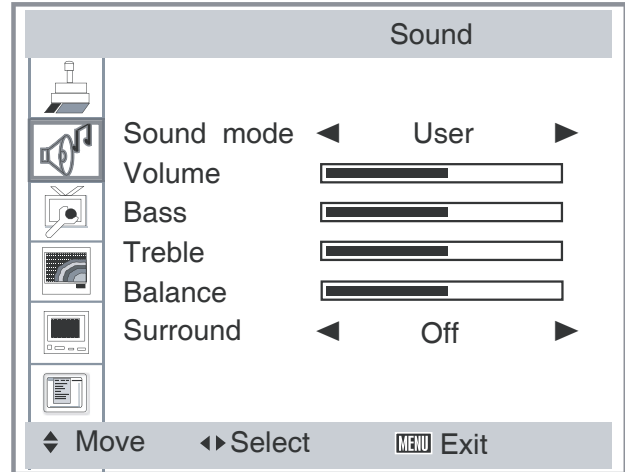 Sound
Sound mode ◀ User ▶
Volume
Bass
Treble
Balance
Surround ◀ Off ▶
Move Select MENU Exit